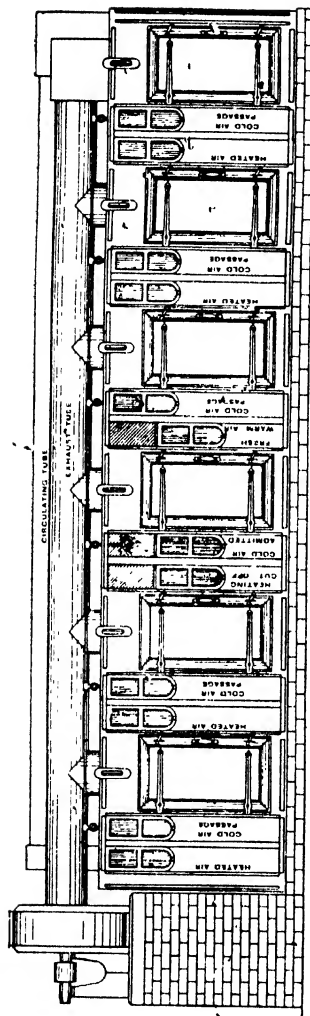 CIRCULATING TUBE
EXHAUST TUBE
COLD AIR
PASSAGE
HEATED AIR
COLD AIR
PASSAGE
HEATED AIR
COLD AIR
PASSAGE
FRESH
WARM AIR
COLD AIR
ADMITTED
HEATING
CUT OFF
COLD AIR
PASSAGE
HEATED AIR
COLD AIR
PASSAGE
HEATED AIR